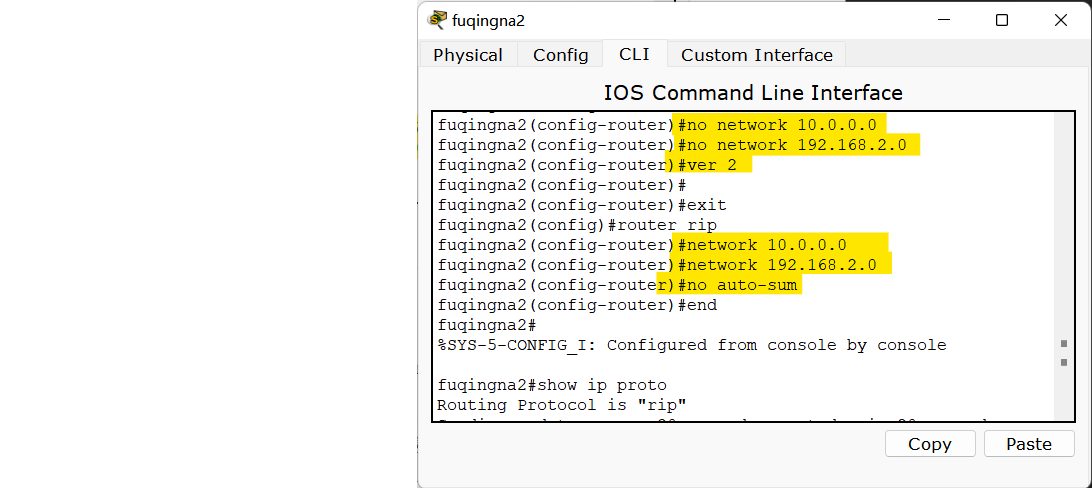 fuqingna2
Physical Config CLI Custom Interface
IOS Command Line Interface
fuqingna2(config-router)#no network 10.0.0.0
fuqingna2(config-router)#no network 192.168.2.0
fuqingna2(config-router)#ver 2
fuqingna2(config-router)#
fuqingna2(config-router)#exit
fuqingna2(config)#router rip
fuqingna2(config-router)#network 10.0.0.0
fuqingna2(config-router)#network 192.168.2.0
fuqingna2(config-router)#no auto-sum
fuqingna2(config-router)#end
fuqingna2#
%SYS-5-CONFIG_I: Configured from console by console
fuqingna2#show ip proto
Routing Protocol is "rip"
Copy Paste